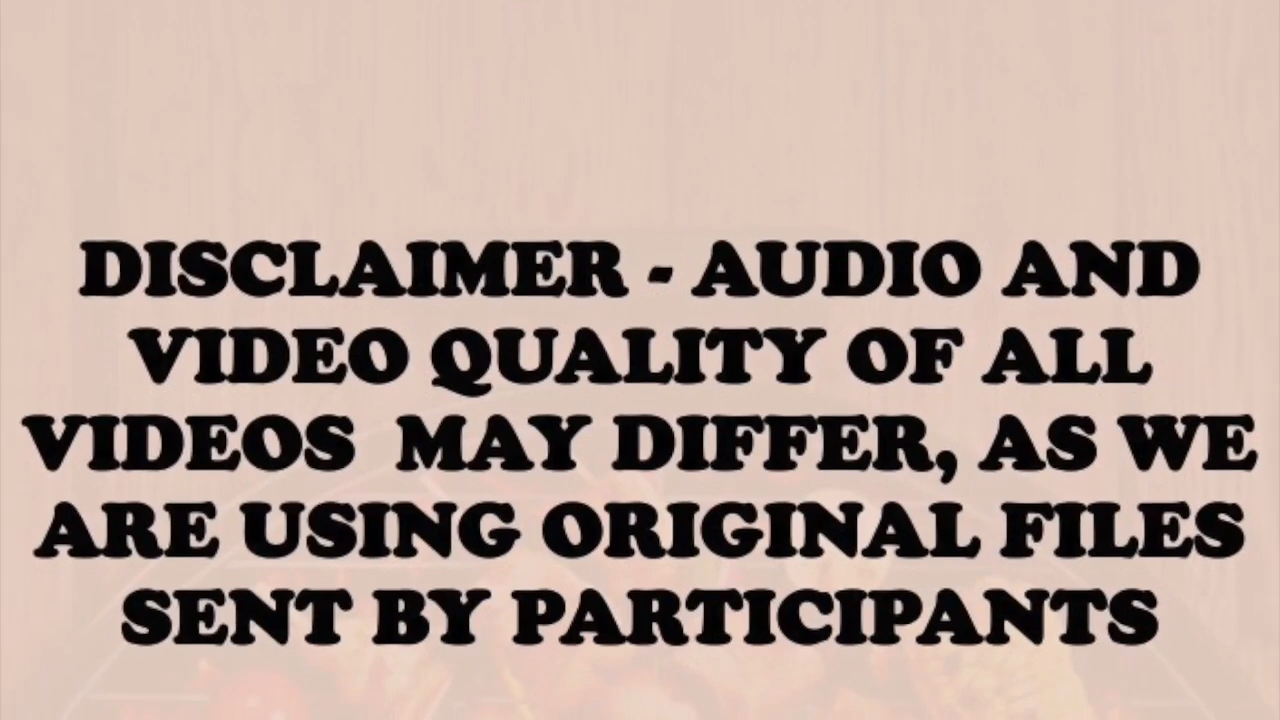 DISCLAIMER - AUDIO AND
VIDEO QUALITY OF ALL
VIDEOS  MAY DIFFER, AS WE
ARE USING ORIGINAL FILES
SENT BY PARTICIPANTS